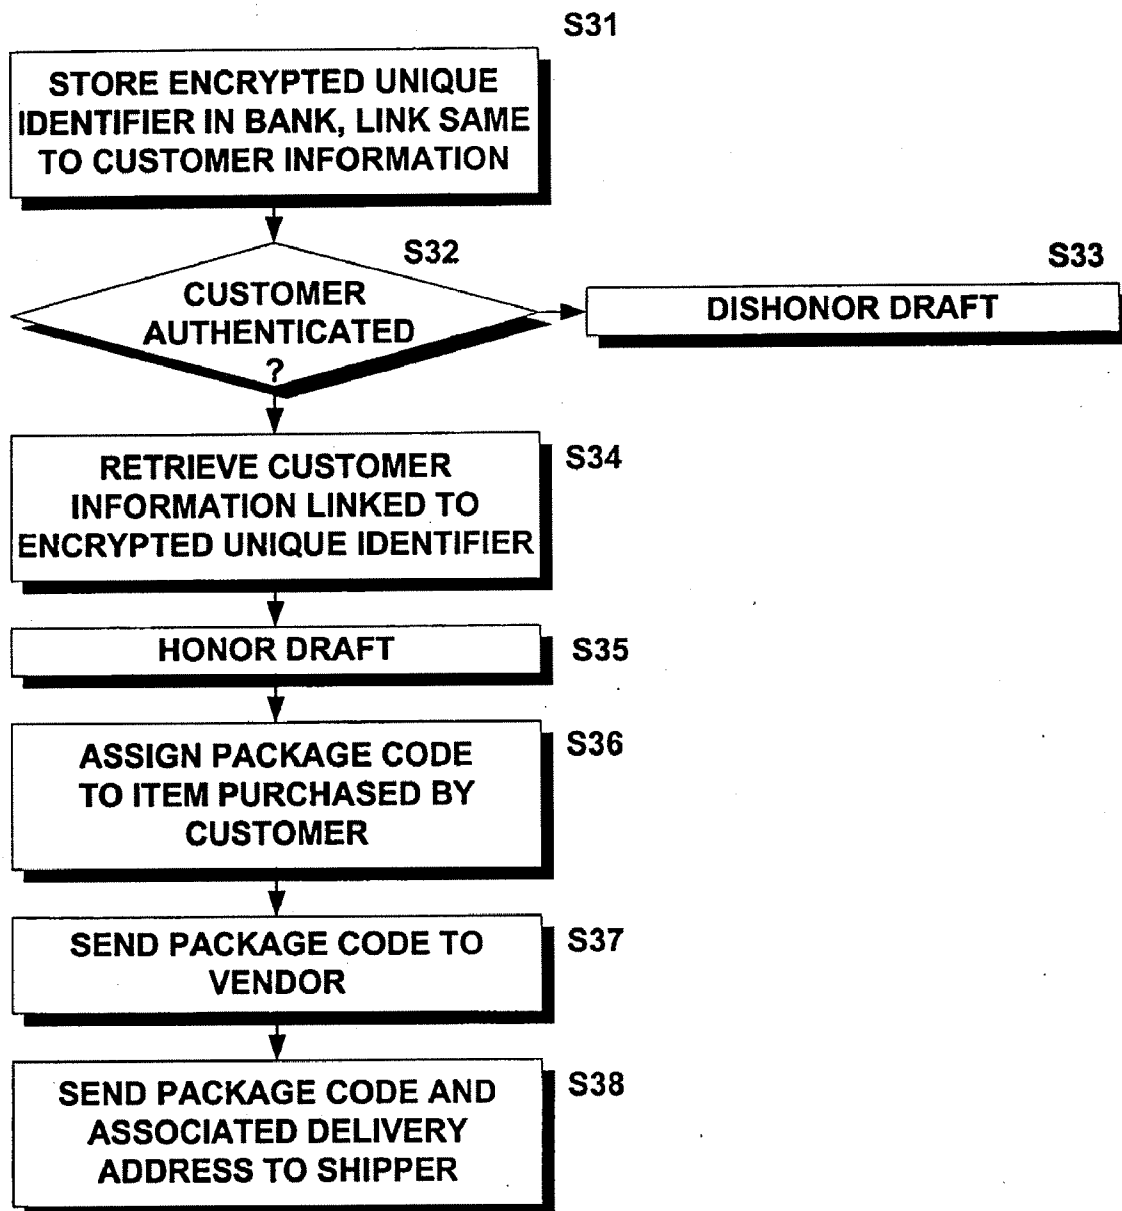 S31
STORE ENCRYPTED UNIQUE
IDENTIFIER IN BANK, LINK SAME
TO CUSTOMER INFORMATION
S32
CUSTOMER
AUTHENTICATED
?
S33
DISHONOR DRAFT
RETRIEVE CUSTOMER
INFORMATION LINKED TO
ENCRYPTED UNIQUE IDENTIFIER
S34
HONOR DRAFT
S35
ASSIGN PACKAGE CODE
TO ITEM PURCHASED BY
CUSTOMER
S36
SEND PACKAGE CODE TO
VENDOR
S37
SEND PACKAGE CODE AND
ASSOCIATED DELIVERY
ADDRESS TO SHIPPER
S38